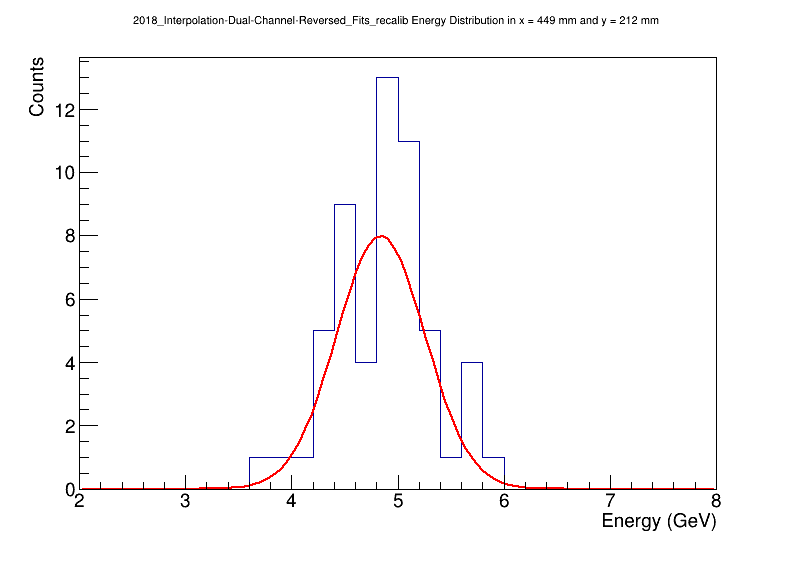 2018_Interpolation-Dual-Channel-Reversed_Fits_recalib Energy Distribution in x = 449 mm and y = 212 mm
Counts
12
10
8
6
4
2
0
2 3 4 5 6 7 8
Energy (GeV)